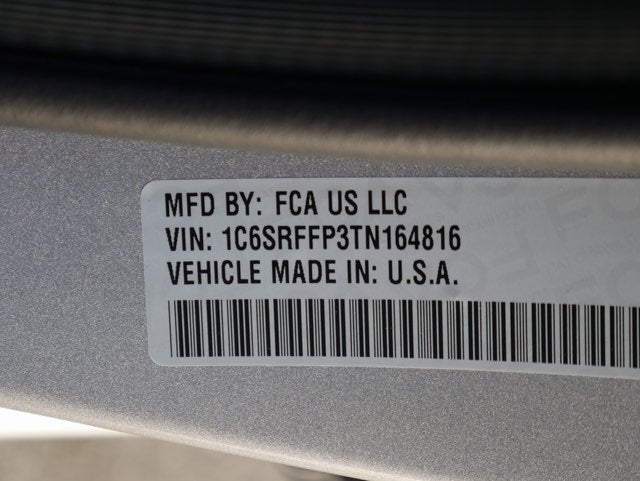 MFD BY: FCA US LLC
VIN: 1C6SRFFP3TN164816
VEHICLE MADE IN: U.S.A.